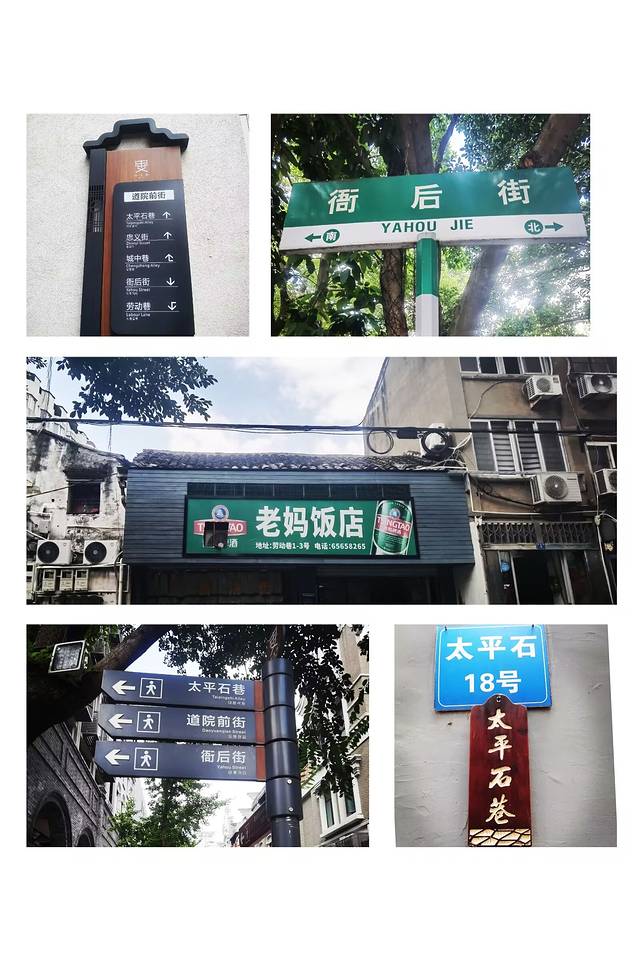 道院前街
太平石巷
Taipingshi Alley
忠义街
Zhongyi Street
城中巷
Chengzhong Alley
衙后街
Yahou Street
劳动巷
Labour Lane
衙后街
YAHOU JIE
南
北
TSINGTAO
老妈饭店
酒
地址:劳动巷1-3号 电话:65658265
TSINGTAO
太平石巷
Taipingshi Alley
道院前街
Daoyuanqian Street
衙后街
Yahou Street
太平石
18号
太平石巷